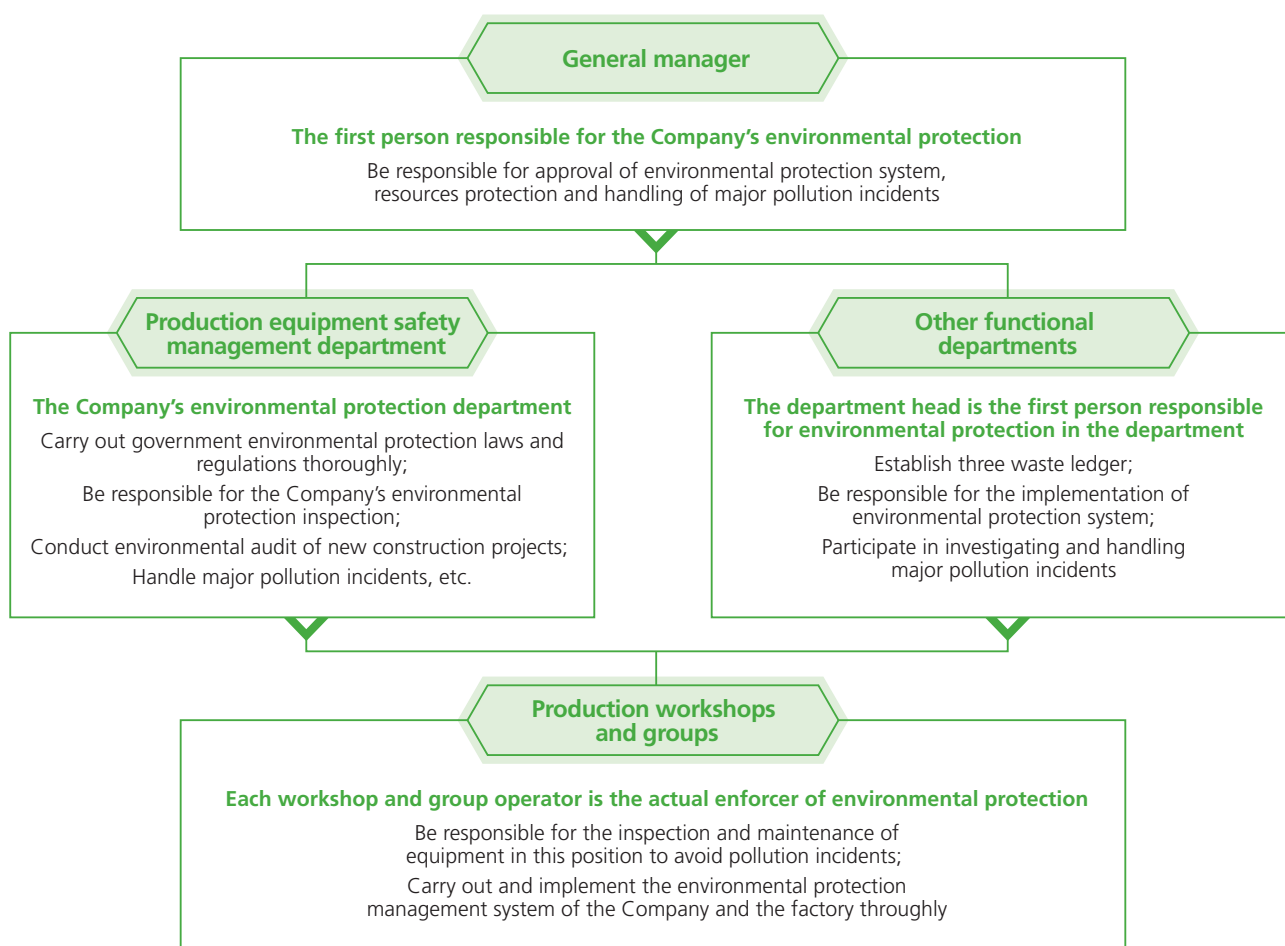 General manager
The first person responsible for the Company's environmental protection
Be responsible for approval of environmental protection system,
resources protection and handling of major pollution incidents
Production equipment safety
management department
The Company's environmental protection department
Carry out government environmental protection laws and
regulations thoroughly;
Be responsible for the Company's environmental
protection inspection;
Conduct environmental audit of new construction projects;
Handle major pollution incidents, etc.
Other functional
departments
The department head is the first person responsible
for environmental protection in the department
Establish three waste ledger;
Be responsible for the implementation of
environmental protection system;
Participate in investigating and handling
major pollution incidents
Production workshops
and groups
Each workshop and group operator is the actual enforcer of environmental protection
Be responsible for the inspection and maintenance of
equipment in this position to avoid pollution incidents;
Carry out and implement the environmental protection
management system of the Company and the factory throughly